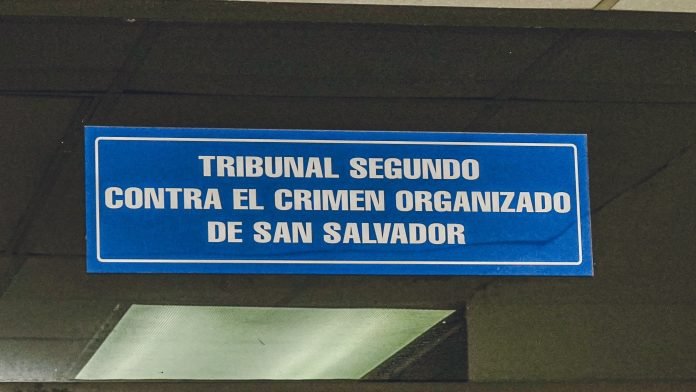 TRIBUNAL SEGUNDO
CONTRA EL CRIMEN ORGANIZADO
DE SAN SALVADOR